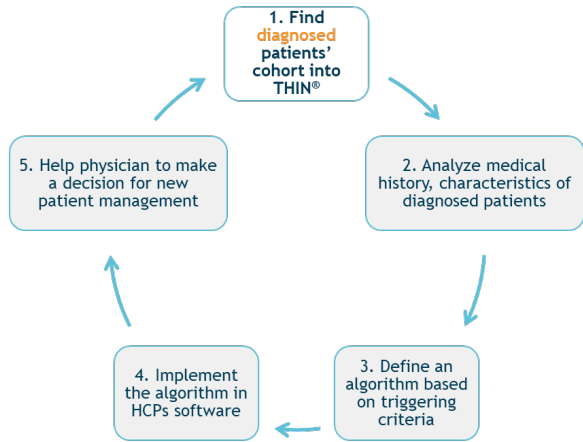 1. Find
diagnosed
patients’
cohort into
THIN®
2. Analyze medical
history, characteristics of
diagnosed patients
3. Define an
algorithm based
on triggering
criteria
4. Implement
the algorithm in
HCPs software
5. Help physician to make
a decision for new
patient management